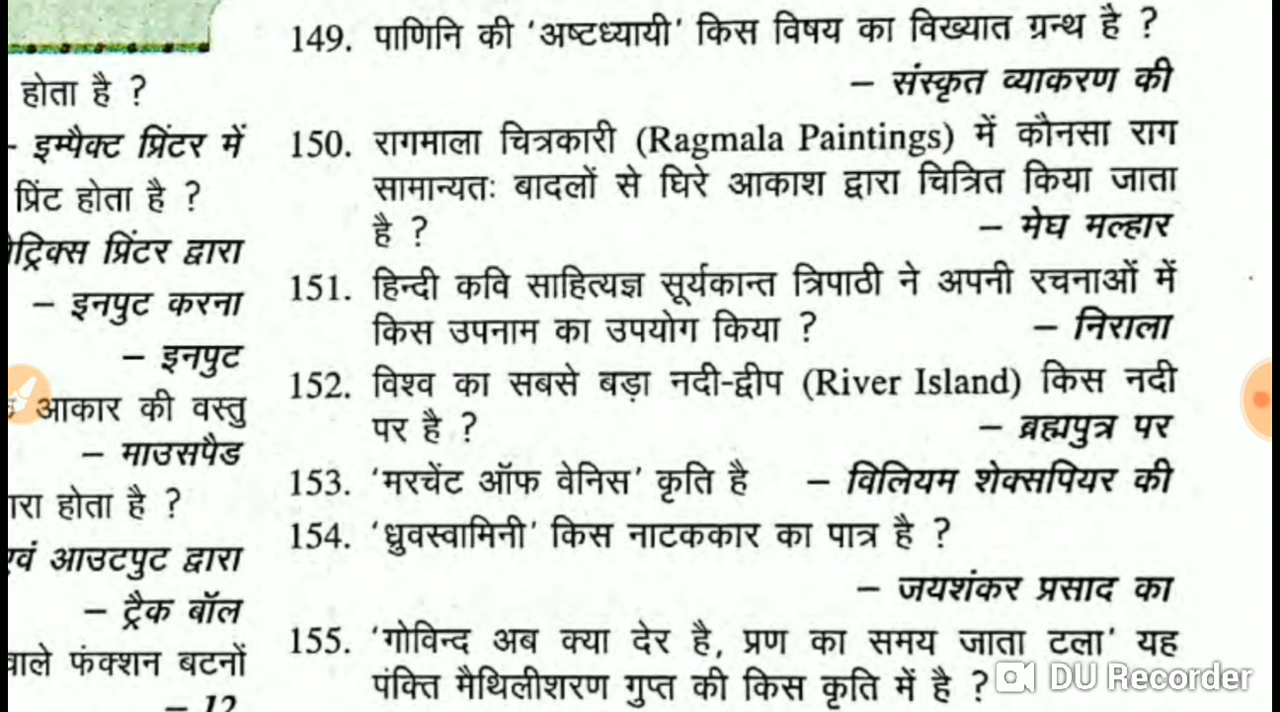 होता है ?
- इम्पैक्ट प्रिंटर में
प्रिंट होता है ?
प्रिंटर द्वारा
– इनपुट करना
– इनपुट
आकार की वस्तु
– माउसपैड
होता है ?
एवं आउटपुट द्वारा
– ट्रैक बॉल
वाले फंक्शन बटनों
– 12
149. पाणिनि की 'अष्टध्यायी' किस विषय का विख्यात ग्रन्थ है ?
– संस्कृत व्याकरण की
150. रागमाला चित्रकारी (Ragmala Paintings) में कौनसा राग
सामान्यतः बादलों से घिरे आकाश द्वारा चित्रित किया जाता
है ? – मेघ मल्हार
151. हिन्दी कवि साहित्यज्ञ सूर्यकान्त त्रिपाठी ने अपनी रचनाओं में
किस उपनाम का उपयोग किया ? – निराला
152. विश्व का सबसे बड़ा नदी-द्वीप (River Island) किस नदी
पर है ? – ब्रह्मपुत्र पर
153. 'मरचेंट ऑफ वेनिस' कृति है – विलियम शेक्सपियर की
154. 'ध्रुवस्वामिनी' किस नाटककार का पात्र है ?
– जयशंकर प्रसाद का
155. 'गोविन्द अब क्या देर है, प्रण का समय जाता टला' यह
पंक्ति मैथिलीशरण गुप्त की किस कृति में है ?
DU Recorder